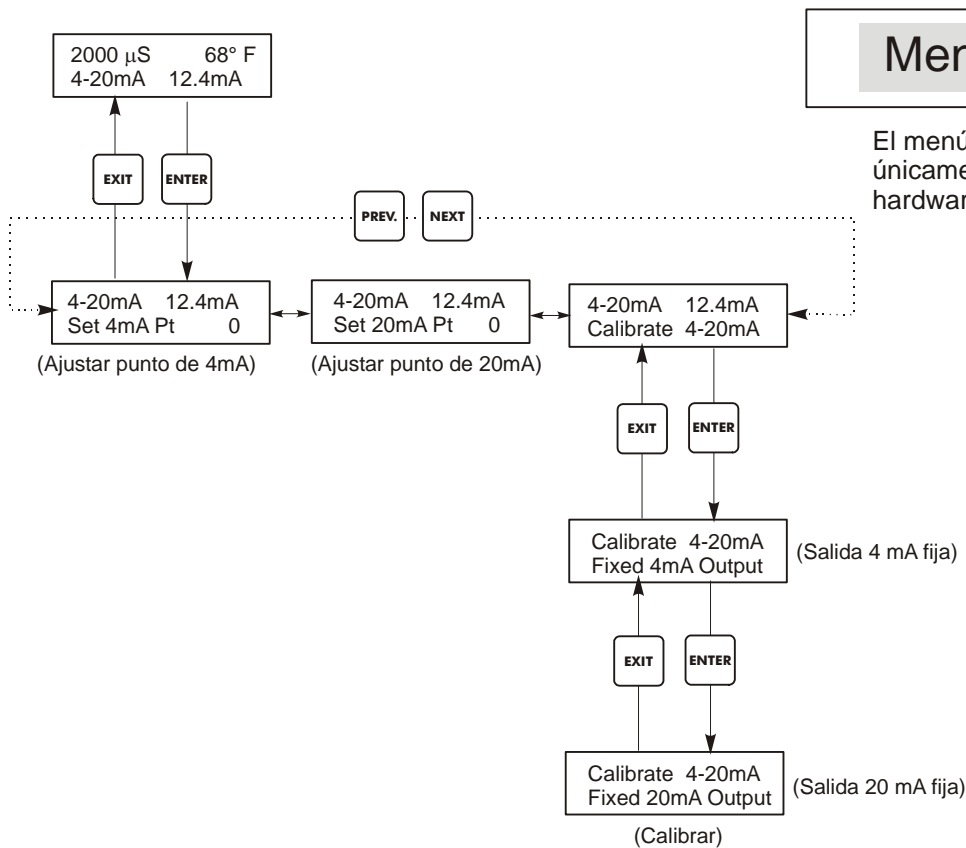 2000 µS 68° F
4-20mA 12.4mA
EXIT
ENTER
PREV.
NEXT
El menú
hardwar
4-20mA 12.4mA
Set 4mA Pt 0
(Ajustar punto de 4mA)
4-20mA 12.4mA
Set 20mA Pt 0
(Ajustar punto de 20mA)
4-20mA 12.4mA
Calibrate 4-20mA
EXIT
ENTER
Calibrate 4-20mA
Fixed 4mA Output
(Salida 4 mA fija)
EXIT
ENTER
Calibrate 4-20mA
Fixed 20mA Output
(Salida 20 mA fija)
(Calibrar)